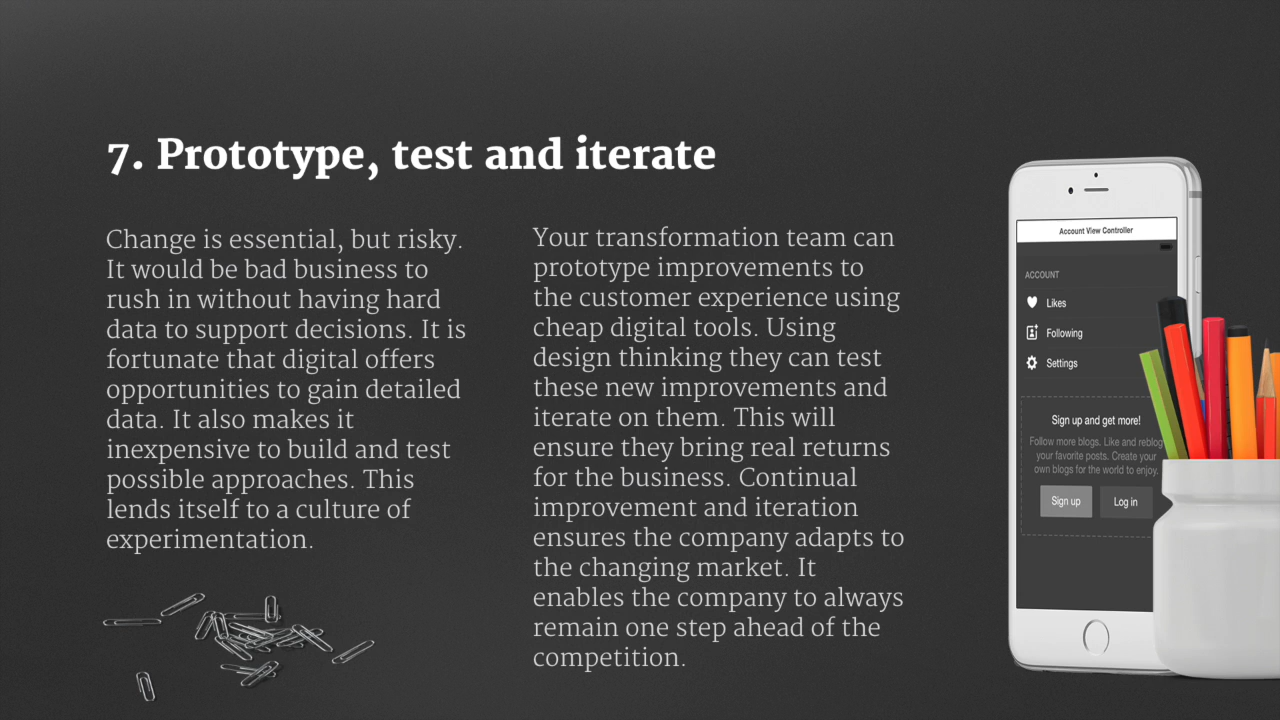 7. Prototype, test and iterate
Change is essential, but risky.
It would be bad business to
rush in without having hard
data to support decisions. It is
fortunate that digital offers
opportunities to gain detailed
data. It also makes it
inexpensive to build and test
possible approaches. This
lends itself to a culture of
experimentation.
Your transformation team can
prototype improvements to
the customer experience using
cheap digital tools. Using
design thinking they can test
these new improvements and
iterate on them. This will
ensure they bring real returns
for the business. Continual
improvement and iteration
ensures the company adapts to
the changing market. It
enables the company to always
remain one step ahead of the
competition.
Account View Controller
ACCOUNT
Likes
Following
Settings
Sign up and get more!
Follow more blogs. Like and reblog
your favorite posts. Create your
own blogs for the world to enjoy.
Sign up
Log in